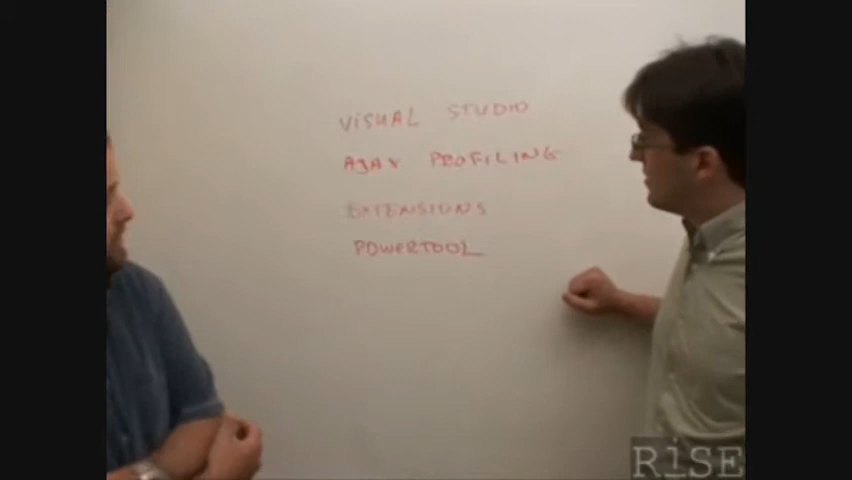 VISUAL STUDIO
AJAX PROFILING
EXTENSIONS
POWERTOOL
RiSE